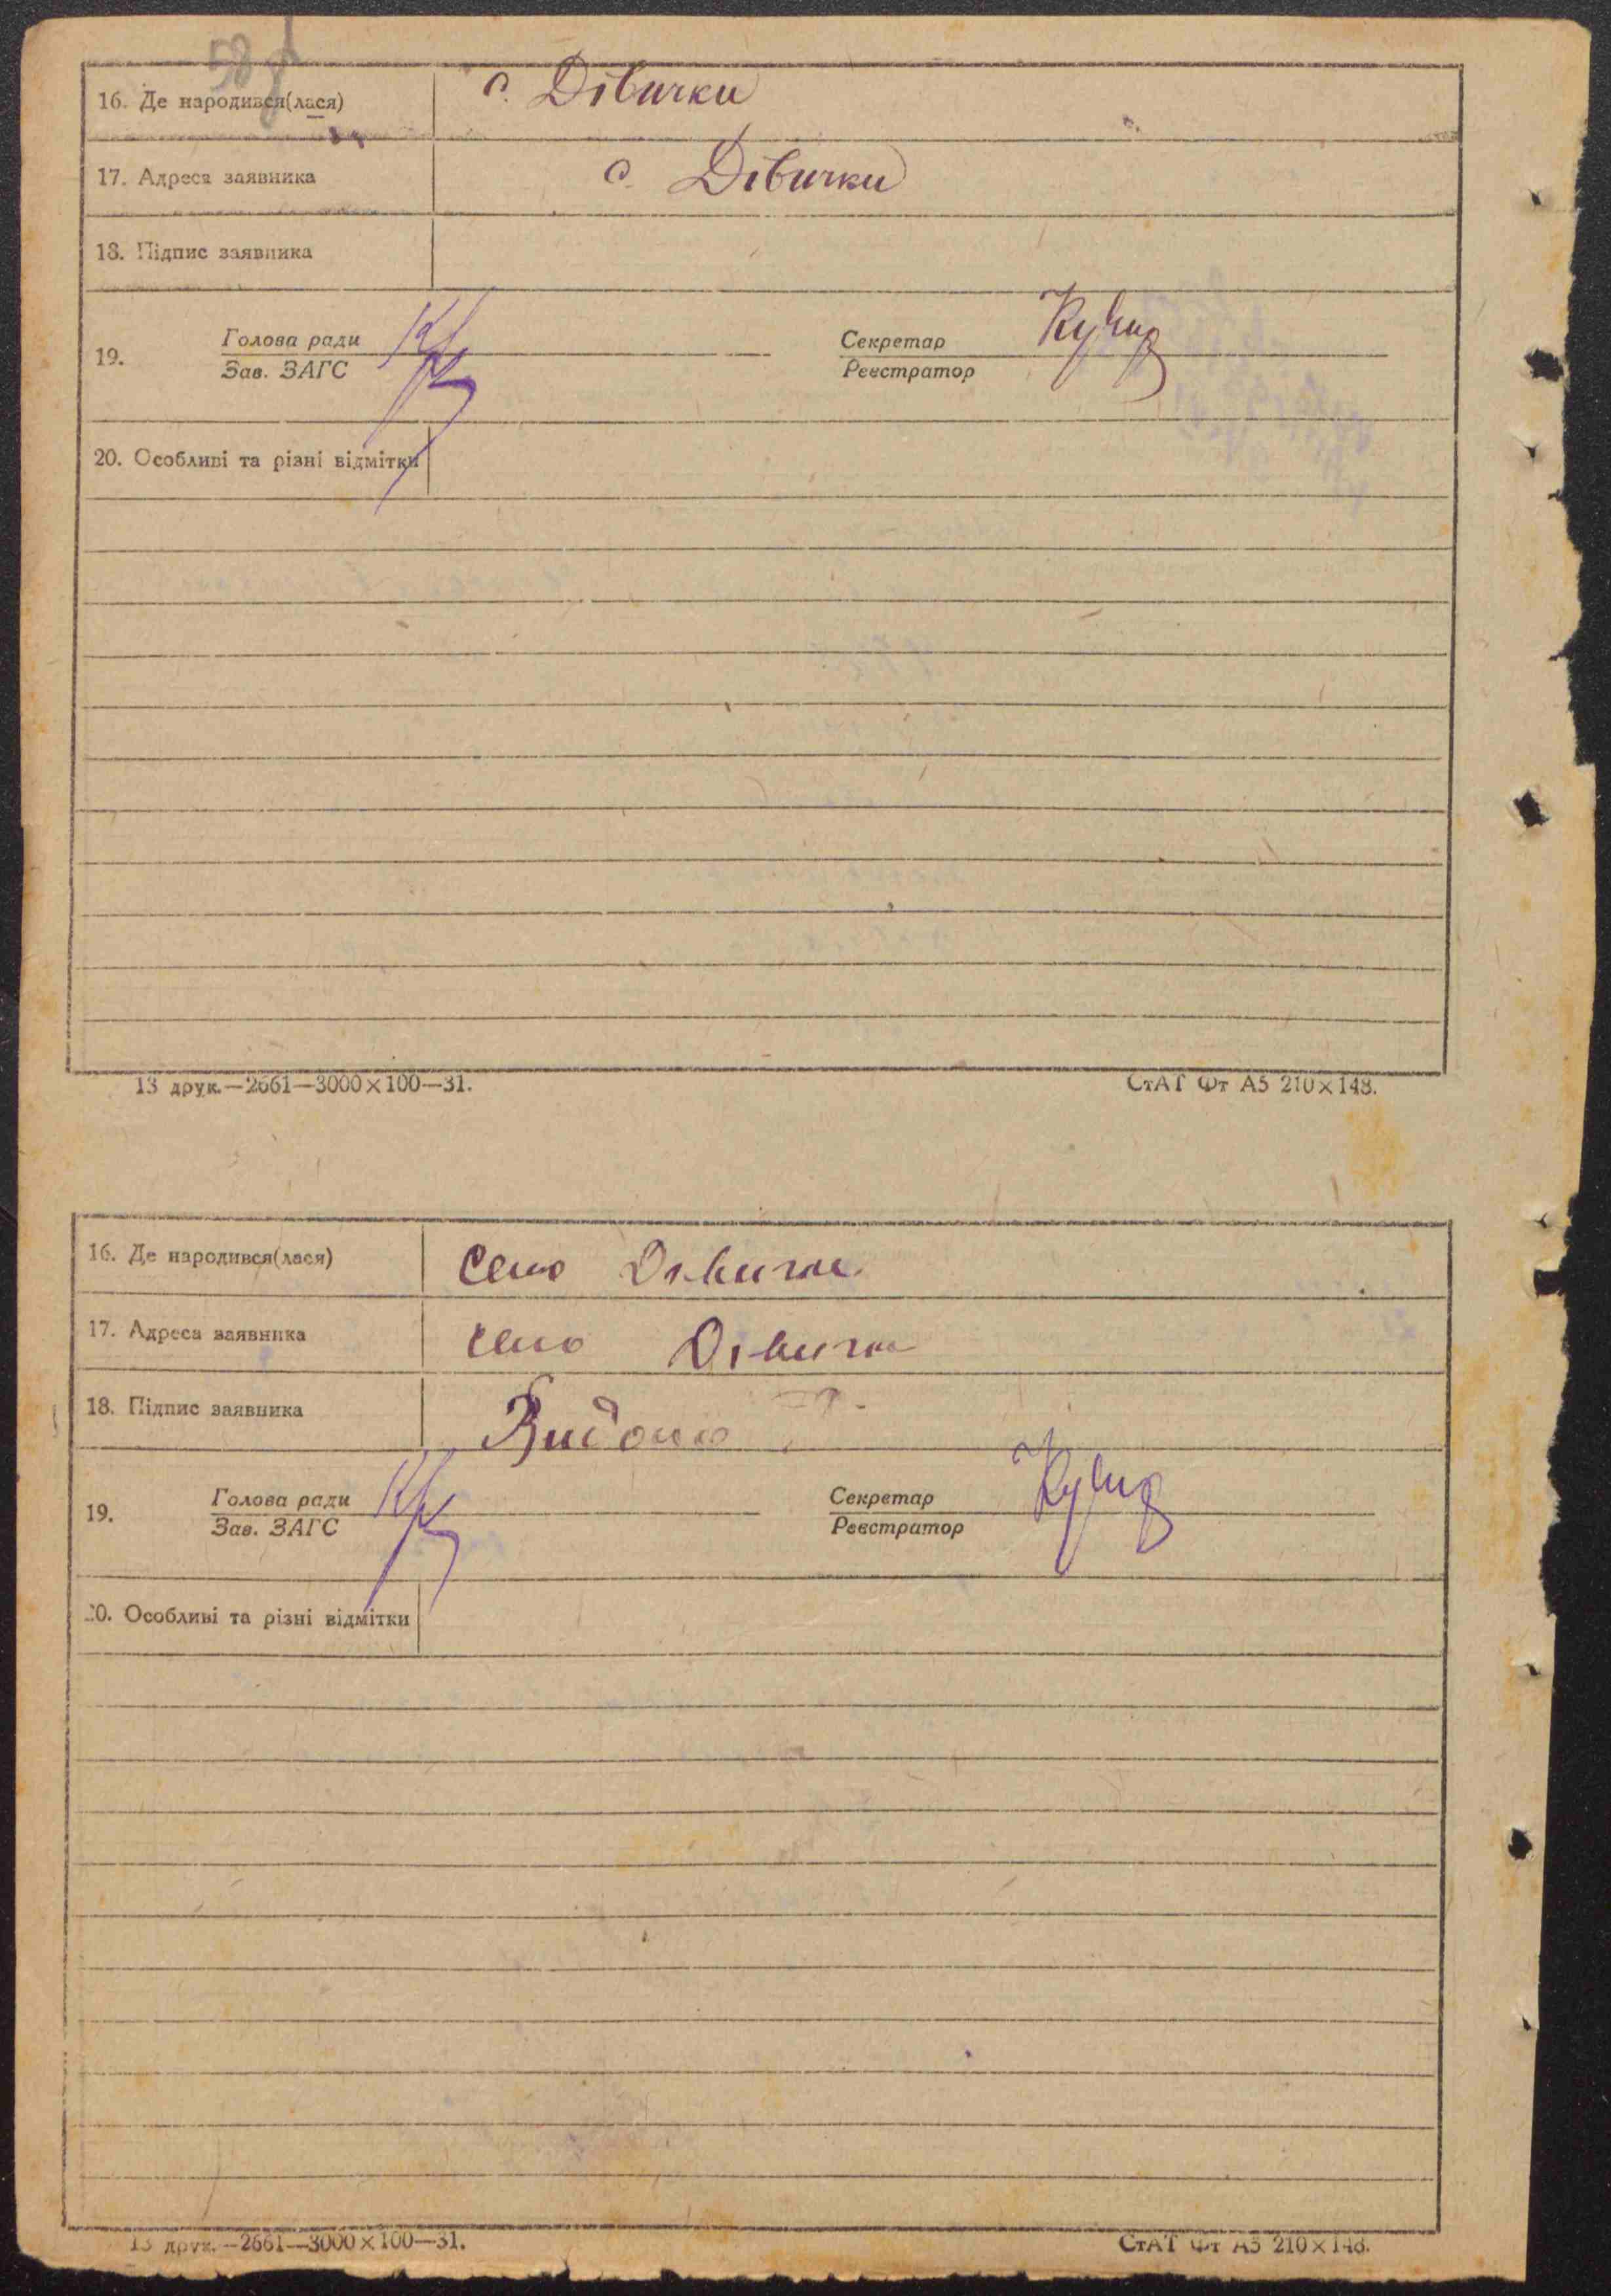 58
16. Де народився(лася) с. Дівички
17. Адреса заявника с. Дівички
18. Підпис заявника
19. Голова ради Секретар
Зав. ЗАГС Реєстратор
20. Особливі та різні відмітки
13 друк.—2661—3000×100—31. СтАТ Фт А5 210×148.
16. Де народився(лася) село Дівички
17. Адреса заявника село Дівички
18. Підпис заявника
19. Голова ради Секретар
Зав. ЗАГС Реєстратор
20. Особливі та різні відмітки
13 друк.—2661—3000×100—31. СтАТ Фт А5 210×148.